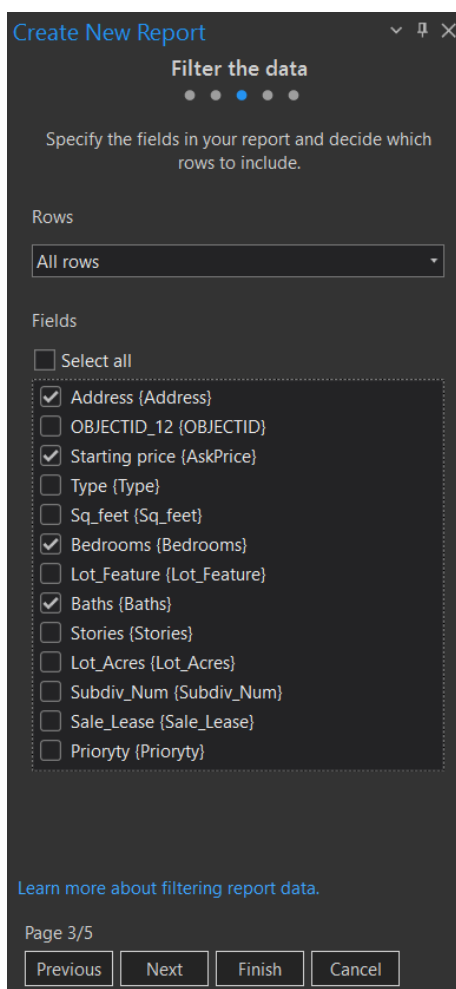 Create New Report
Filter the data
Specify the fields in your report and decide which
rows to include.
Rows
All rows
Fields
Select all
Address {Address}
OBJECTID_12 {OBJECTID}
Starting price {AskPrice}
Type {Type}
Sq_feet {Sq_feet}
Bedrooms {Bedrooms}
Lot_Feature {Lot_Feature}
Baths {Baths}
Stories {Stories}
Lot_Acres {Lot_Acres}
Subdiv_Num {Subdiv_Num}
Sale_Lease {Sale_Lease}
Prioryty {Prioryty}
Learn more about filtering report data.
Page 3/5
Previous Next Finish Cancel